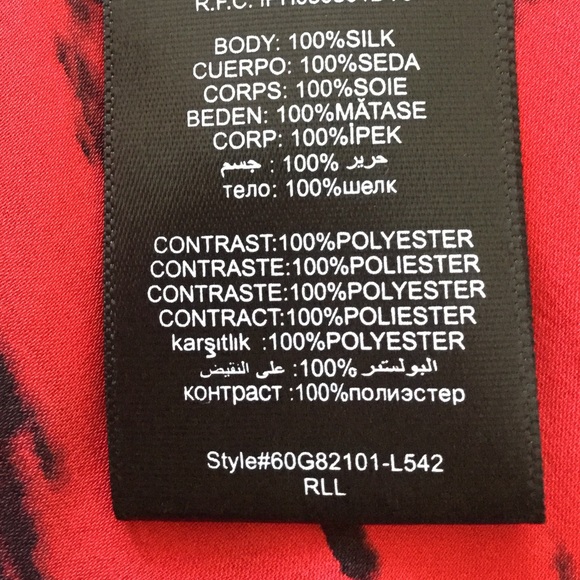 R.F.C.
BODY: 100%SILK
CUERPO: 100%SEDA
CORPS: 100%SOIE
BEDEN: 100%MĂTASE
CORP: 100%İPEK
حرير %100 : جسم
тело: 100%шелк
CONTRAST:100%POLYESTER
CONTRASTE:100%POLIESTER
CONTRASTE:100%POLYESTER
CONTRACT:100%POLIESTER
karşıtlık :100%POLYESTER
البولستر %100: على النقيض
контраст :100%полиэстер
Style#60G82101-L542
RLL